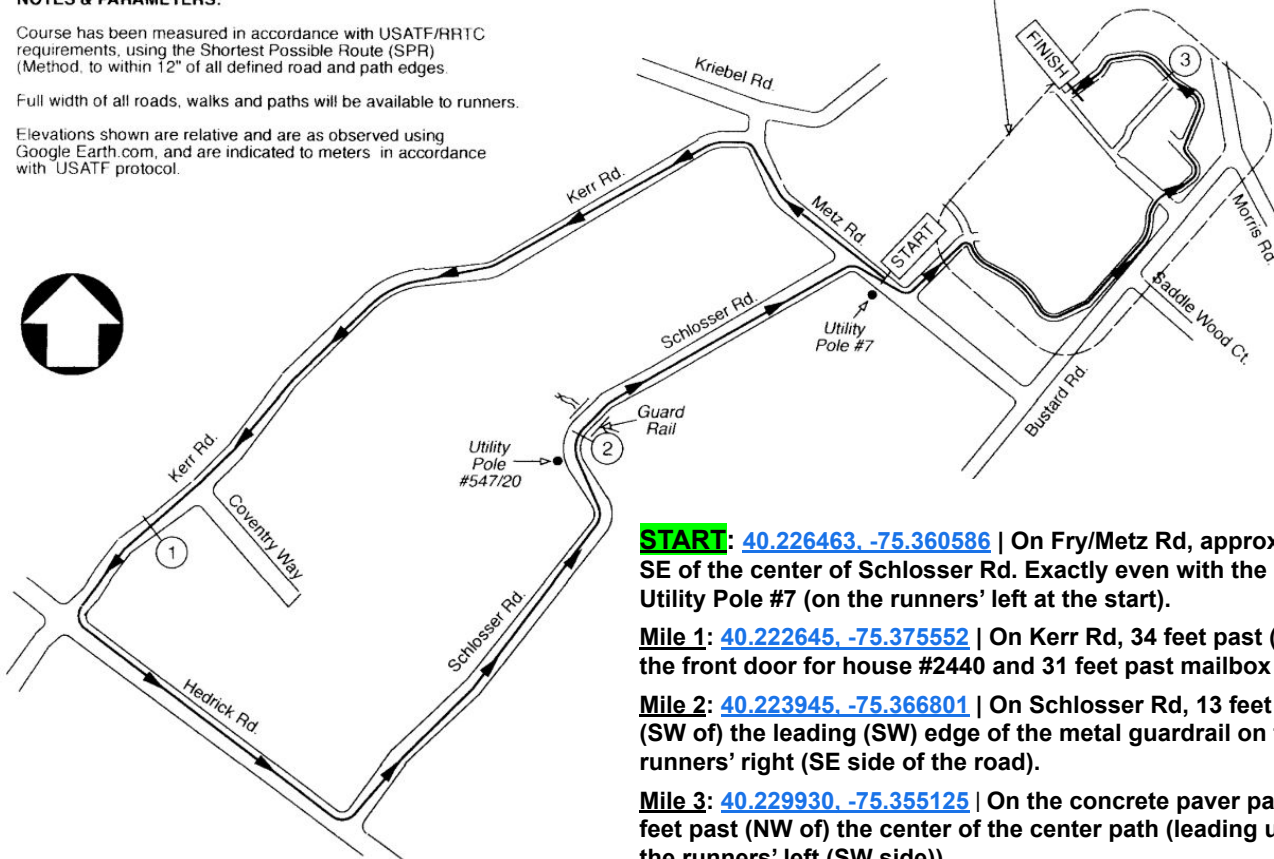 NOTES & PARAMETERS:
Course has been measured in accordance with USATF/RRTC
requirements, using the Shortest Possible Route (SPR)
(Method, to within 12" of all defined road and path edges.
Full width of all roads, walks and paths will be available to runners.
Elevations shown are relative and are as observed using
Google Earth.com, and are indicated to meters in accordance
with USATF protocol.
Kriebel Rd.
FINISH
3
Kerr Rd.
Metz Rd.
START
Morris Rd.
Saddle Wood Ct.
Schlosser Rd.
Utility
Pole #7
Bustard Rd.
Guard
Rail
2
Utility
Pole
#547/20
Kerr Rd.
Coventry Way
1
Schlosser Rd.
Hedrick Rd.
START: 40.226463, -75.360586 | On Fry/Metz Rd, approx
SE of the center of Schlosser Rd. Exactly even with the
Utility Pole #7 (on the runners' left at the start).
Mile 1: 40.222645, -75.375552 | On Kerr Rd, 34 feet past (
the front door for house #2440 and 31 feet past mailbox
Mile 2: 40.223945, -75.366801 | On Schlosser Rd, 13 feet
(SW of) the leading (SW) edge of the metal guardrail on
runners' right (SE side of the road).
Mile 3: 40.229930, -75.355125 | On the concrete paver pa
feet past (NW of) the center of the center path (leading u
the runners' left (SW side))